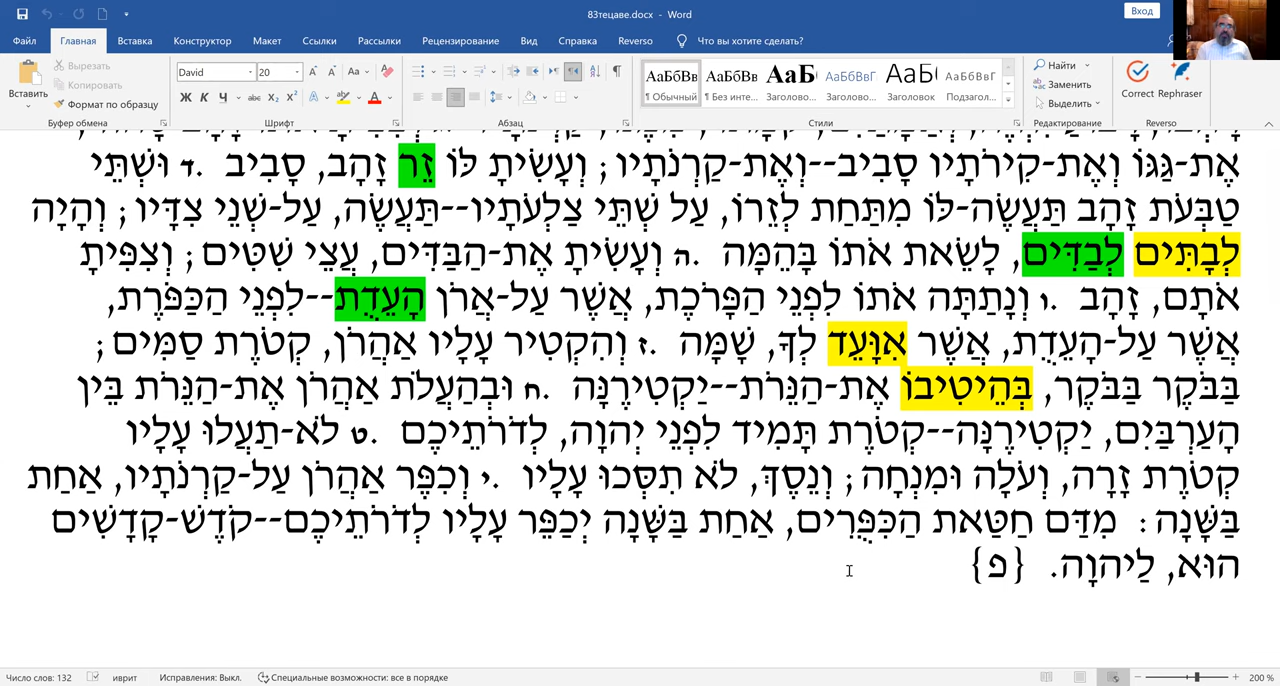 83тецаве.docx - Word
Вход
Файл Главная Вставка Конструктор Макет Ссылки Рассылки Рецензирование Вид Справка Reverso Что вы хотите сделать?
Вставить
Вырезать
Копировать
Формат по образцу
Буфер обмена
David 20
Шрифт
Абзац
АаБбВв АаБбВв АаБ АаБбВвГ АаБ АаБбВвГ
¶ Обычный ¶ Без инте... Заголово... Заголово... Заголовок Подзагол...
Стили
Найти
Заменить
Выделить
Редактирование
Correct Rephraser
Reverso
אֶת-גַּגּוֹ וְאֶת-קִירֹתָיו סָבִיב--וְאֶת-קַרְנֹתָיו; וְעָשִׂיתָ לּוֹ זֵר זָהָב, סָבִיב. ד וּשְׁתֵּי
טַבְּעֹת זָהָב תַּעֲשֶׂה-לּוֹ מִתַּחַת לְזֵרוֹ, עַל שְׁתֵּי צַלְעֹתָיו--תַּעֲשֶׂה, עַל-שְׁנֵי צִדָּיו; וְהָיָה
לְבָתִּים לְבַדִּים, לָשֵׂאת אֹתוֹ בָּהֵמָּה. ה וְעָשִׂיתָ אֶת-הַבַּדִּים, עֲצֵי שִׁטִּים; וְצִפִּיתָ
אֹתָם, זָהָב. ו וְנָתַתָּה אֹתוֹ לִפְנֵי הַפָּרֹכֶת, אֲשֶׁר עַל-אֲרֹן הָעֵדֻת--לִפְנֵי הַכַּפֹּרֶת,
אֲשֶׁר עַל-הָעֵדֻת, אֲשֶׁר אִוָּעֵד לְךָ, שָׁמָּה. ז וְהִקְטִיר עָלָיו אַהֲרֹן, קְטֹרֶת סַמִּים;
בַּבֹּקֶר בַּבֹּקֶר, בְּהֵיטִיבוֹ אֶת-הַנֵּרֹת--יַקְטִירֶנָּה. ח וּבְהַעֲלֹת אַהֲרֹן אֶת-הַנֵּרֹת בֵּין
הָעַרְבַּיִם, יַקְטִירֶנָּה--קְטֹרֶת תָּמִיד לִפְנֵי יְהוָה, לְדֹרֹתֵיכֶם. ט לֹא-תַעֲלוּ עָלָיו
קְטֹרֶת זָרָה, וְעֹלָה וּמִנְחָה; וְנֵסֶךְ, לֹא תִסְּכוּ עָלָיו. י וְכִפֶּר אַהֲרֹן עַל-קַרְנֹתָיו, אַחַת
בַּשָּׁנָה: מִדַּם חַטַּאת הַכִּפֻּרִים, אַחַת בַּשָּׁנָה יְכַפֵּר עָלָיו לְדֹרֹתֵיכֶם--קֹדֶשׁ-קָדָשִׁים
הוּא, לַיהוָה. {פ}
Число слов: 132 иврит Исправления: Выкл. Специальные возможности: все в порядке 200 %